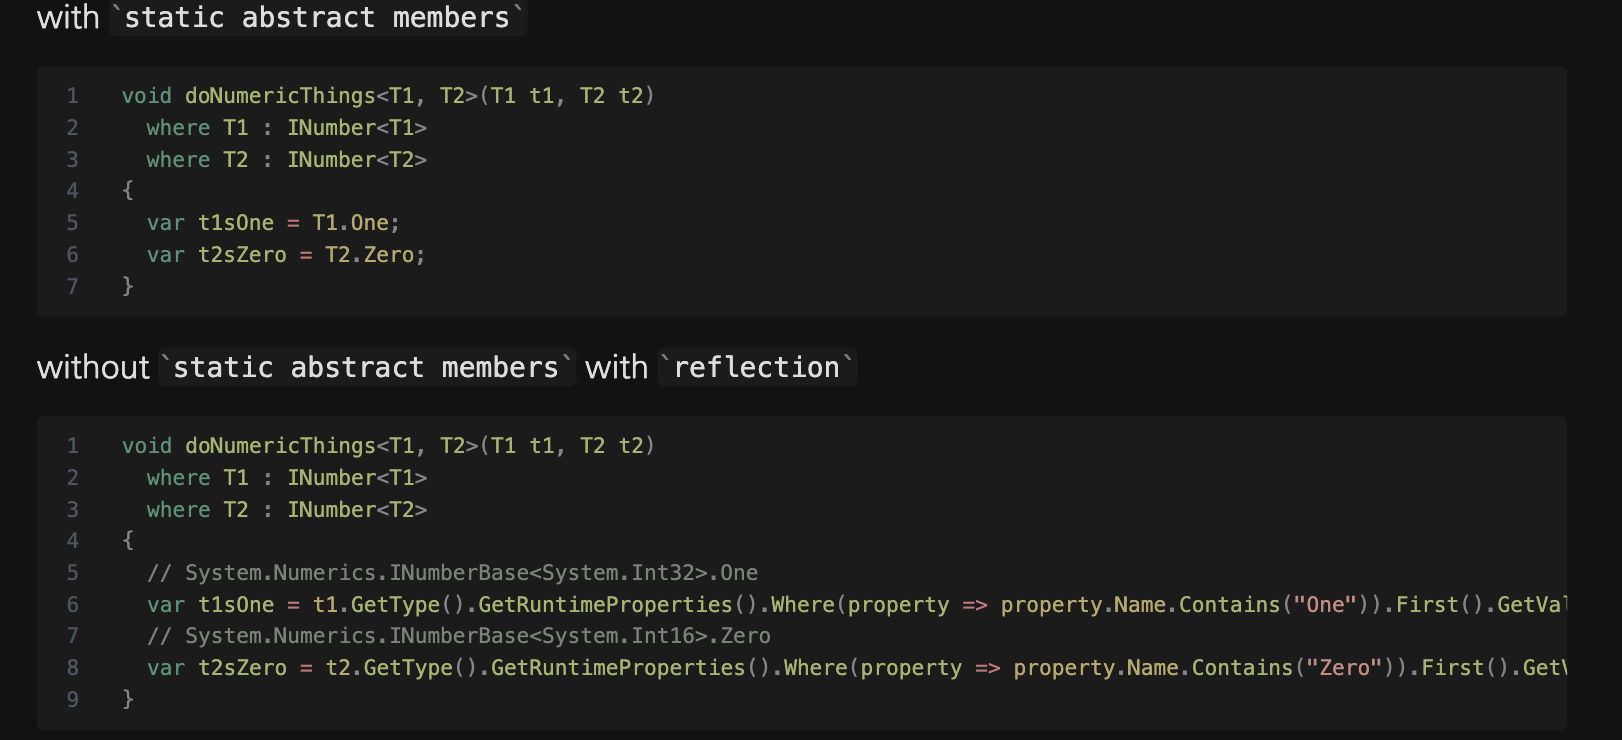 with `static abstract members`
1 void doNumericThings<T1, T2>(T1 t1, T2 t2)
2 where T1 : INumber<T1>
3 where T2 : INumber<T2>
4 {
5 var t1sOne = T1.One;
6 var t2sZero = T2.Zero;
7 }
without `static abstract members` with `reflection`
1 void doNumericThings<T1, T2>(T1 t1, T2 t2)
2 where T1 : INumber<T1>
3 where T2 : INumber<T2>
4 {
5 // System.Numerics.INumberBase<System.Int32>.One
6 var t1sOne = t1.GetType().GetRuntimeProperties().Where(property => property.Name.Contains("One")).First().GetVal
7 // System.Numerics.INumberBase<System.Int16>.Zero
8 var t2sZero = t2.GetType().GetRuntimeProperties().Where(property => property.Name.Contains("Zero")).First().GetV
9 }